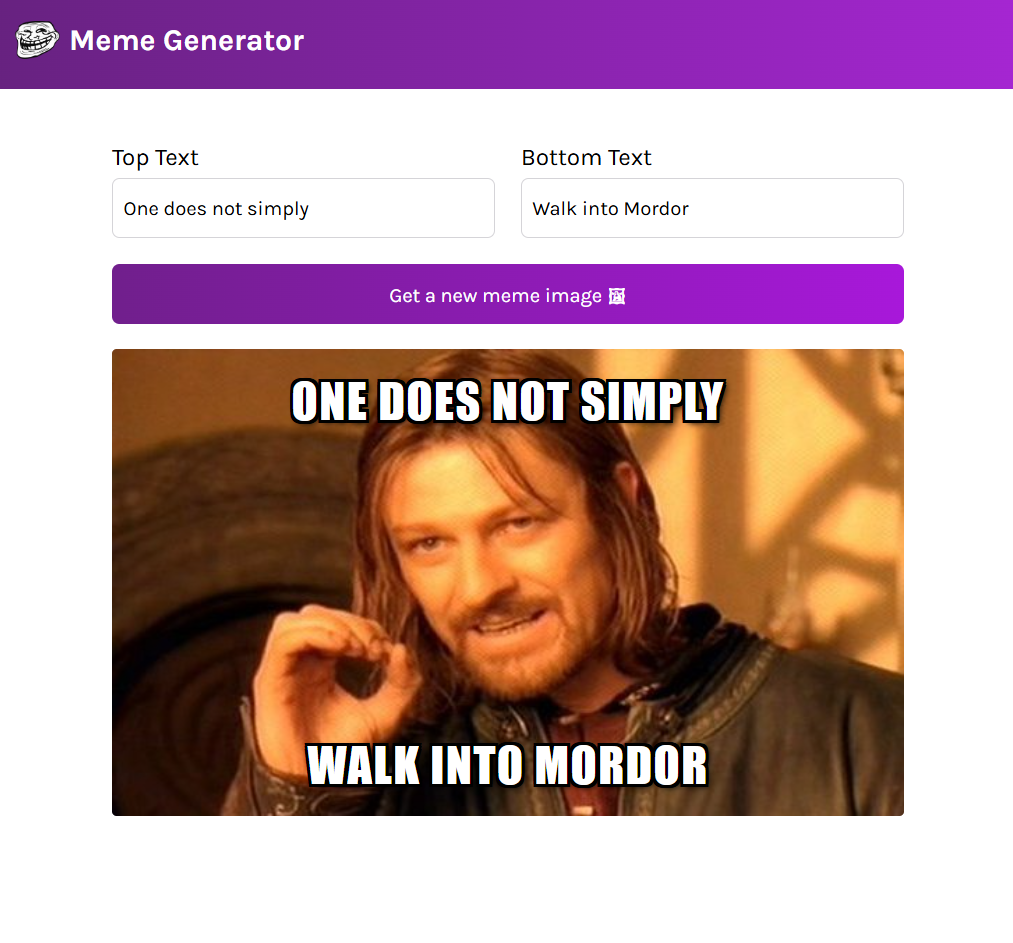 Meme Generator
Top Text
Bottom Text
One does not simply
Walk into Mordor
Get a new meme image 🖼
ONE DOES NOT SIMPLY
WALK INTO MORDOR